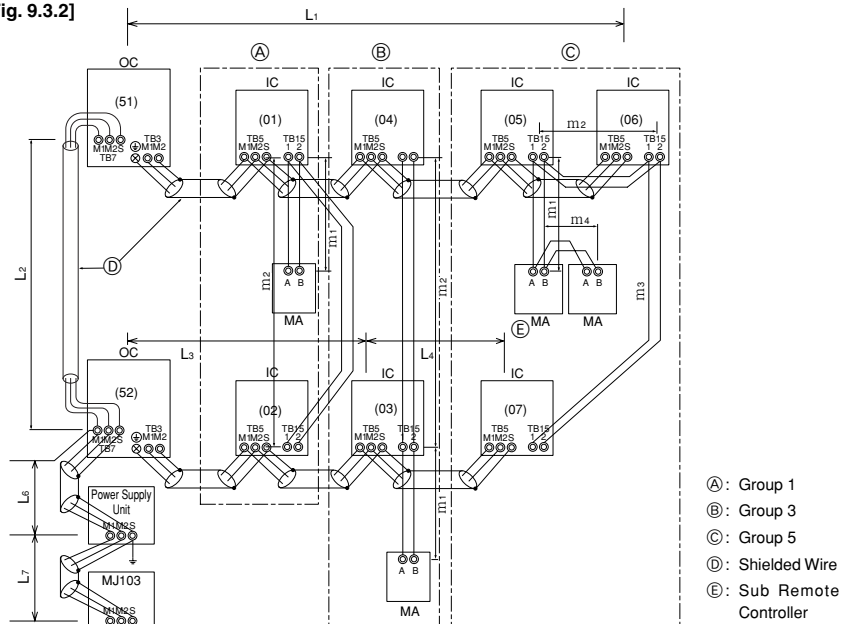 ig. 9.3.2]
L1
A B C
OC IC IC IC IC
(51) (01) (04) (05) (06)
m2
TB3 TB5 TB15 TB5 TB5 TB15 TB5 TB15
M1M2S M1M2 M1M2S 1 2 M1M2S M1M2S 1 2 M1M2S 1 2
TB7
m1 m1
m4
L2 D m2 m1 m2 m3
A B A B A B
MA E MA MA
L3 L4
OC IC IC IC
(52) (02) (03) (07)
TB3 TB5 TB15 TB5 TB15 TB5 TB15
M1M2S M1M2 M1M2S 1 2 M1M2S 1 2 M1M2S 1 2
TB7
L6 Power Supply
Unit
M1M2S
m1
L7 MJ103
M1M2S
A B
MA
A: Group 1
B: Group 3
C: Group 5
D: Shielded Wire
E: Sub Remote
Controller